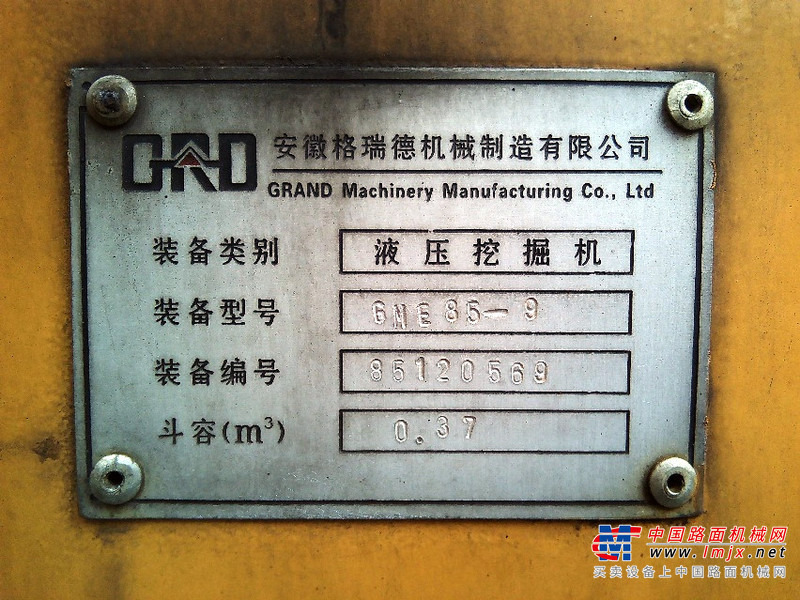 GRD 安徽格瑞德机械制造有限公司
GRAND Machinery Manufacturing Co., Ltd
装备类别 液压挖掘机
装备型号 GME85-9
装备编号 85120569
斗容(m³) 0.37
中国路面机械网
www.lmjx.net
买卖设备上中国路面机械网